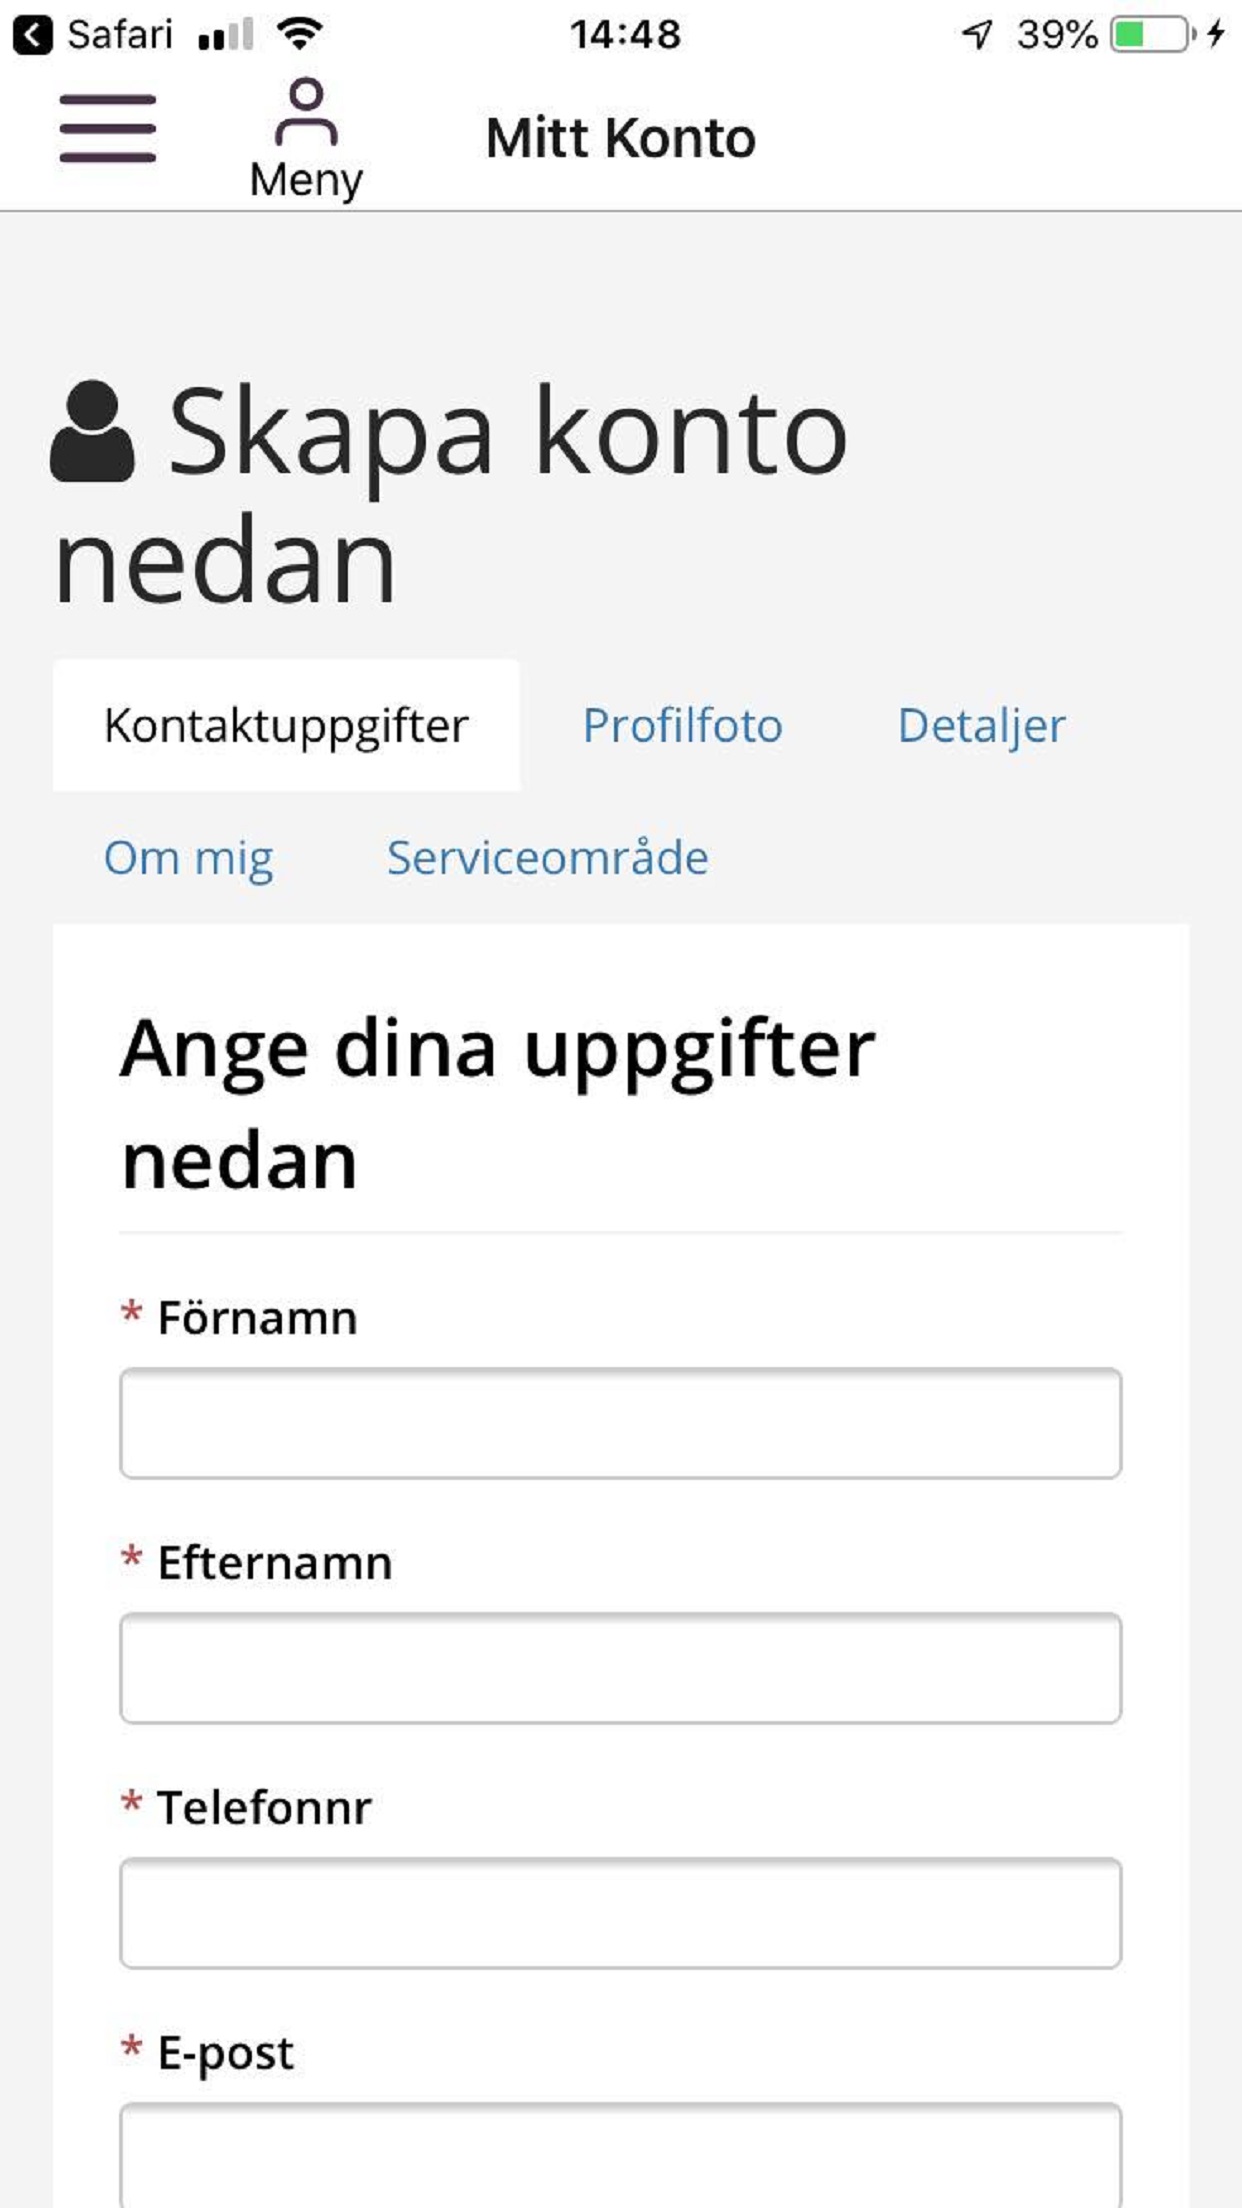 Safari 14:48 39%
Meny
Mitt Konto
Skapa konto
nedan
Kontaktuppgifter Profilfoto Detaljer
Om mig Serviceområde
Ange dina uppgifter
nedan
* Förnamn
* Efternamn
* Telefonnr
* E-post